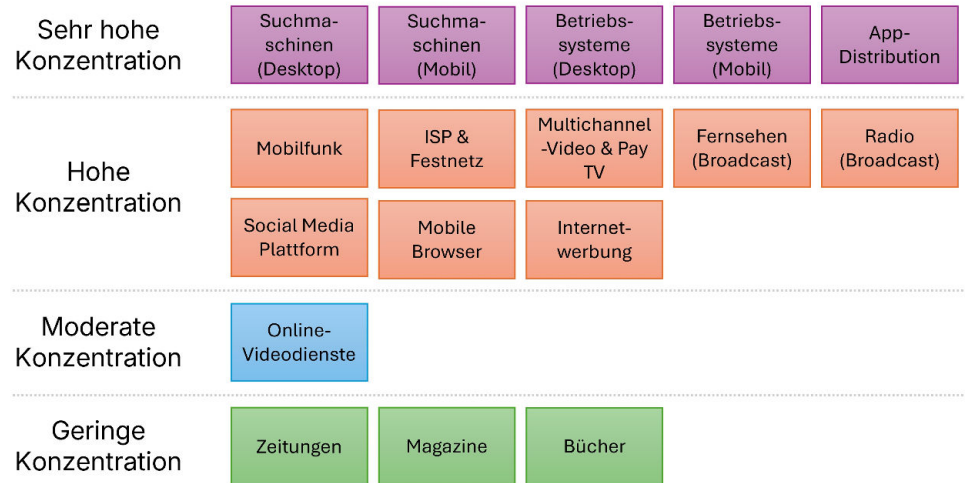 Sehr hohe
Konzentration
Suchma-
schinen
(Desktop)
Suchma-
schinen
(Mobil)
Betriebs-
systeme
(Desktop)
Betriebs-
systeme
(Mobil)
App-
Distribution
Hohe
Konzentration
Mobilfunk
ISP &
Festnetz
Multichannel
-Video & Pay
TV
Fernsehen
(Broadcast)
Radio
(Broadcast)
Social Media
Plattform
Mobile
Browser
Internet-
werbung
Moderate
Konzentration
Online-
Videodienste
Geringe
Konzentration
Zeitungen
Magazine
Bücher